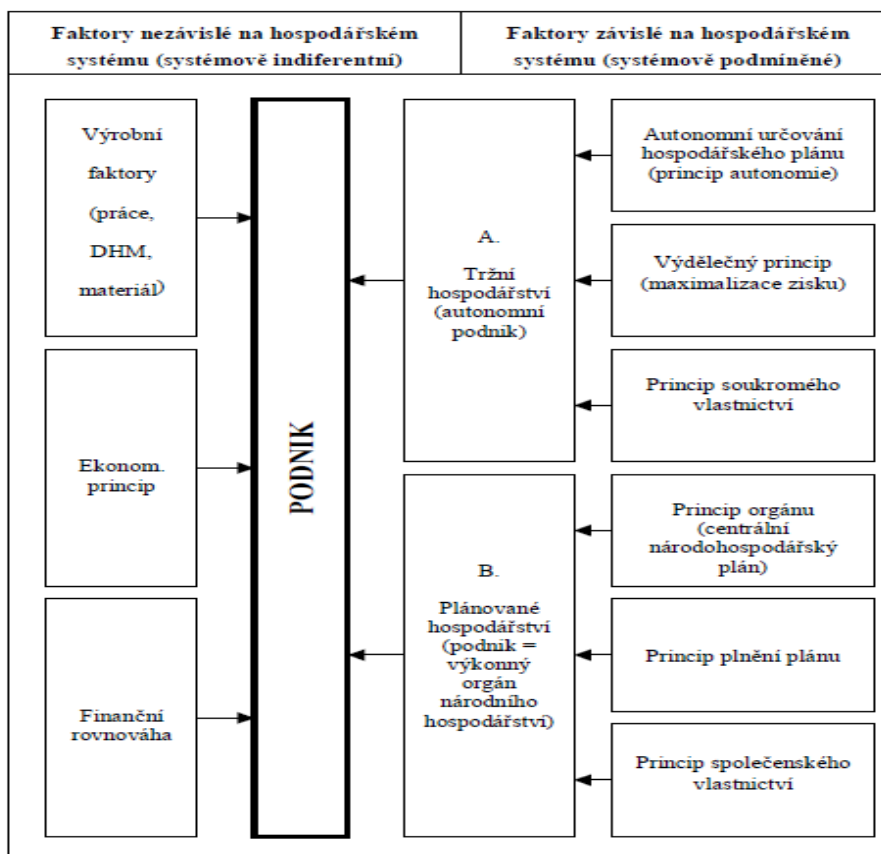 Faktory nezávislé na hospodářském
systému (systémově indiferentní)
Faktory závislé na hospodářském
systému (systémově podmíněné)
Výrobní
faktory
(práce,
DHM,
materiál)
Ekonom.
princip
Finanční
rovnováha
PODNIK
A.
Tržní
hospodářství
(autonomní
podnik)
B.
Plánované
hospodářství
(podnik =
výkonný
orgán
národního
hospodářství)
Autonomní určování
hospodářského plánu
(princip autonomie)
Výdělečný princip
(maximalizace zisku)
Princip soukromého
vlastnictví
Princip orgánu
(centrální
národohospodářský
plán)
Princip plnění plánu
Princip společenského
vlastnictví